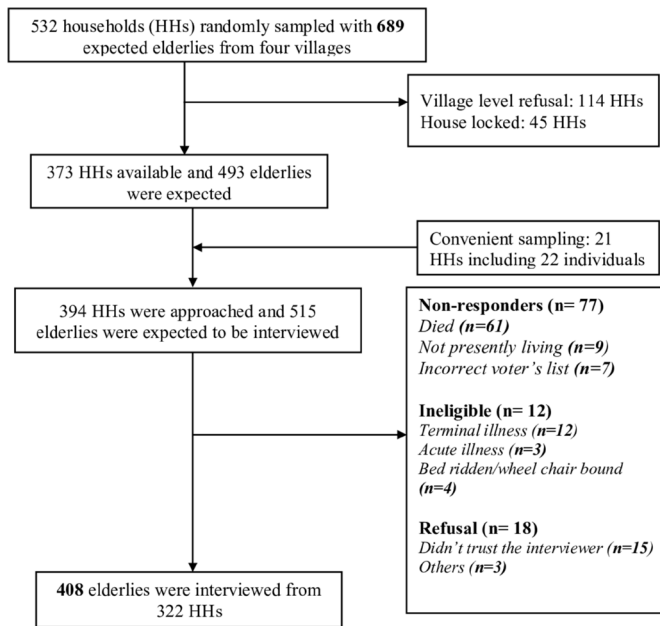 532 households (HHs) randomly sampled with 689
expected elderlies from four villages
Village level refusal: 114 HHs
House locked: 45 HHs
373 HHs available and 493 elderlies
were expected
Convenient sampling: 21
HHs including 22 individuals
394 HHs were approached and 515
elderlies were expected to be interviewed
Non-responders (n= 77)
Died (n=61)
Not presently living (n=9)
Incorrect voter's list (n=7)
Ineligible (n= 12)
Terminal illness (n=12)
Acute illness (n=3)
Bed ridden/wheel chair bound
(n=4)
Refusal (n= 18)
Didn't trust the interviewer (n=15)
Others (n=3)
408 elderlies were interviewed from
322 HHs